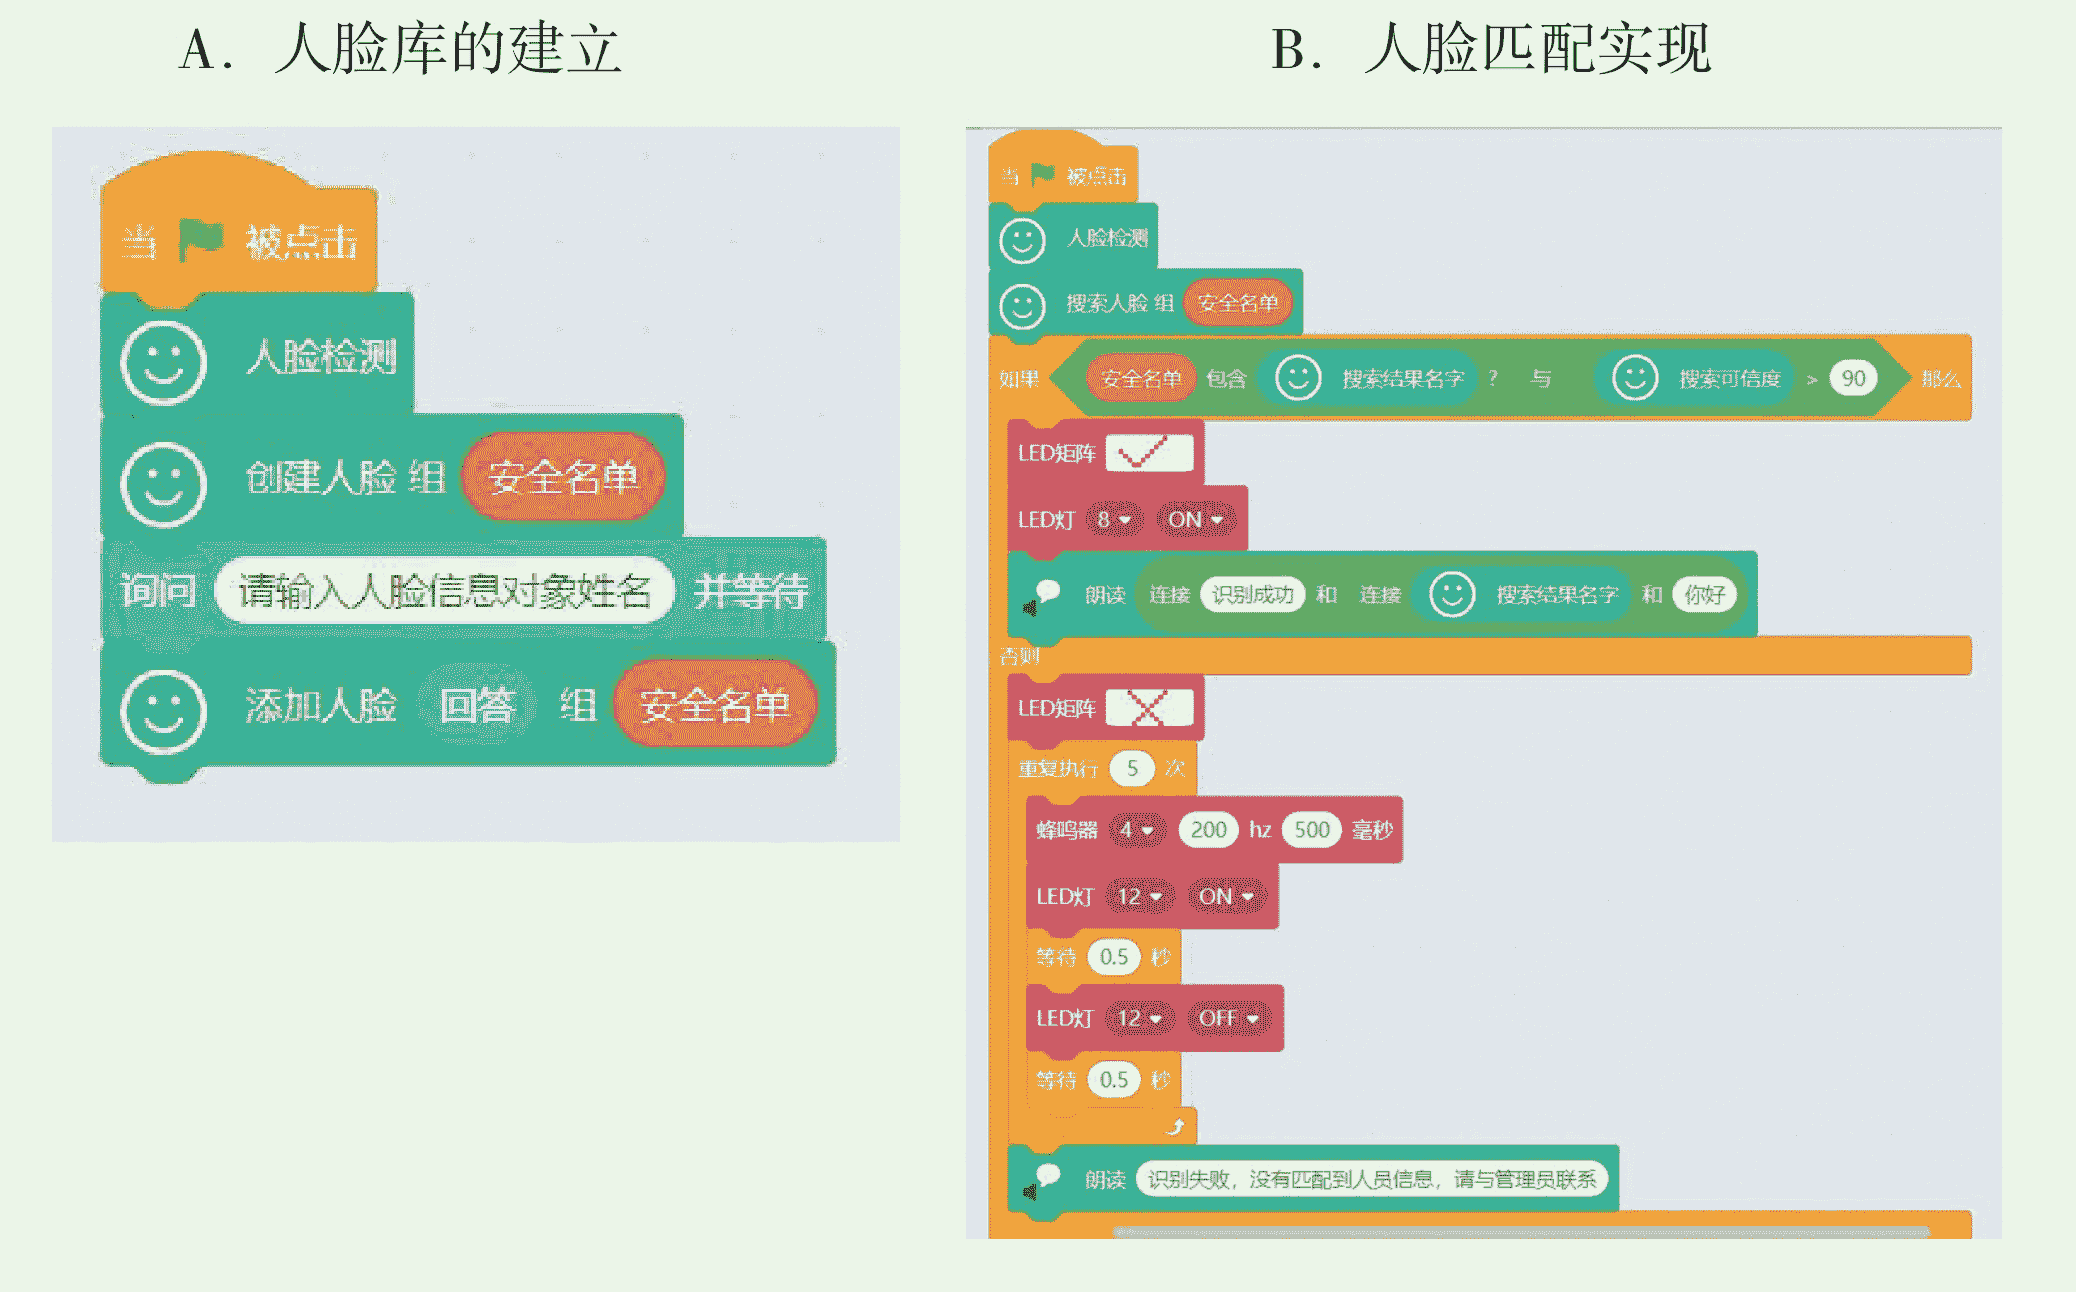 A. 人脸库的建立
当 被点击
人脸检测
创建人脸 组 安全名单
询问 请输入人脸信息对象姓名 并等待
添加人脸 回答 组 安全名单
B. 人脸匹配实现
当 被点击
人脸检测
搜索人脸 组 安全名单
如果 安全名单 包含 搜索结果名字 ? 与 搜索可信度 > 90 那么
LED矩阵
LED灯 8 ON
朗读 连接 识别成功 和 连接 搜索结果名字 和 你好
否则
LED矩阵
重复执行 5 次
蜂鸣器 4 200 hz 500 毫秒
LED灯 12 ON
等待 0.5 秒
LED灯 12 OFF
等待 0.5 秒
朗读 识别失败，没有匹配到人员信息，请与管理员联系